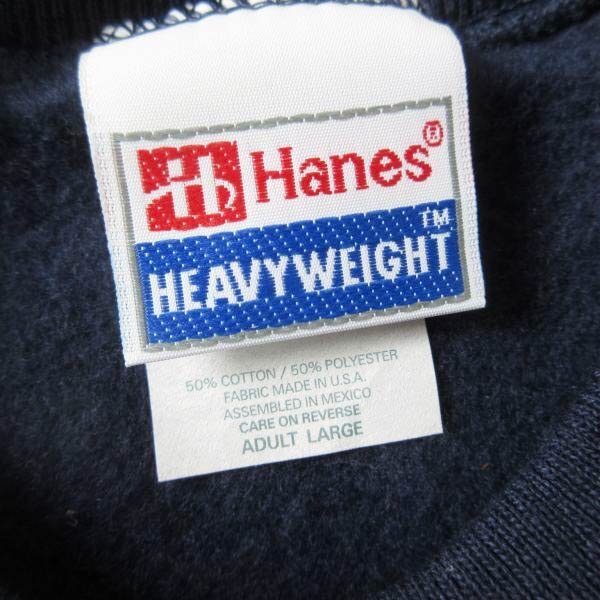 Hanes®
HEAVYWEIGHT™
50% COTTON / 50% POLYESTER
FABRIC MADE IN U.S.A.
ASSEMBLED IN MEXICO
CARE ON REVERSE
ADULT LARGE